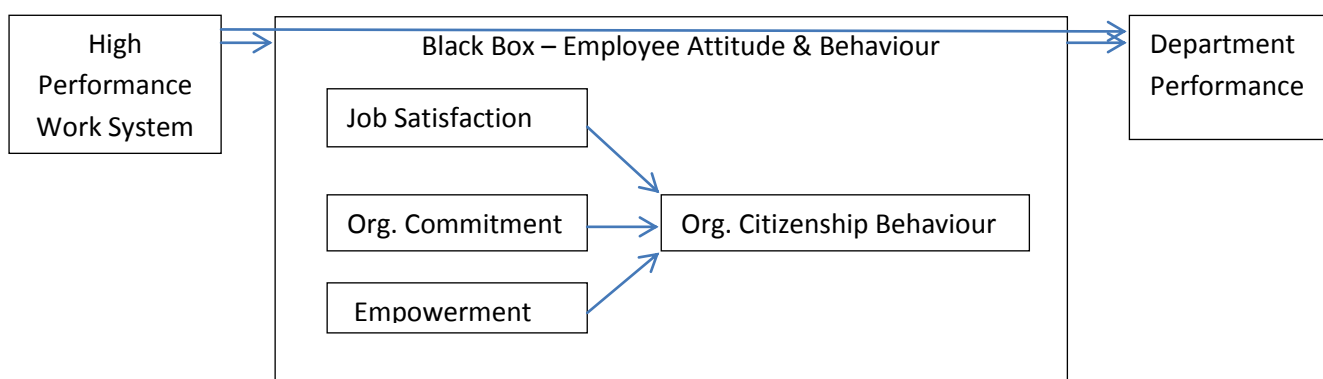 High
Performance
Work System
Black Box – Employee Attitude & Behaviour
Job Satisfaction
Org. Commitment
Empowerment
Org. Citizenship Behaviour
Department
Performance